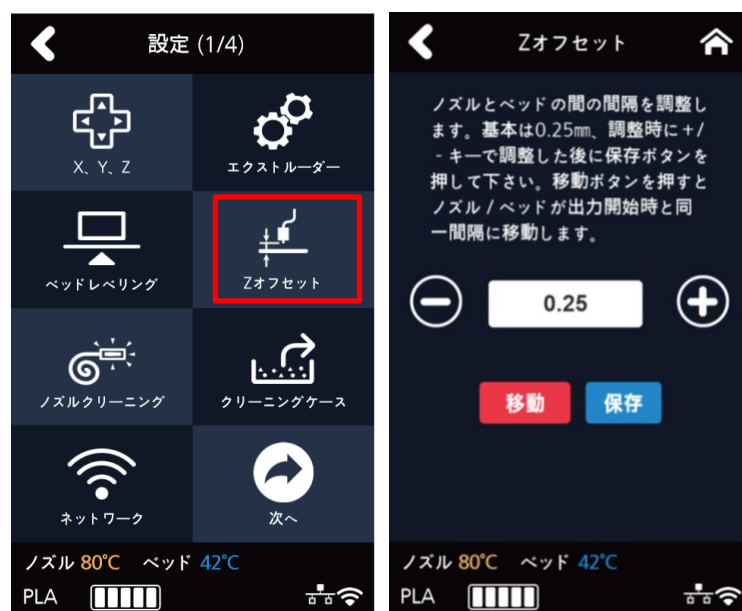 設定 (1/4)
X、Y、Z
エクストルーダー
ベッドレベリング
Zオフセット
ノズルクリーニング
クリーニングケース
ネットワーク
次へ
ノズル 80℃ ベッド 42℃
PLA
Zオフセット
ノズルとベッドの間の間隔を調整し
ます。基本は0.25㎜、調整時に+/
- キーで調整した後に保存ボタンを
押して下さい。移動ボタンを押すと
ノズル / ベッドが出力開始時と同
一間隔に移動します。
0.25
移動
保存
ノズル 80℃ ベッド 42℃
PLA